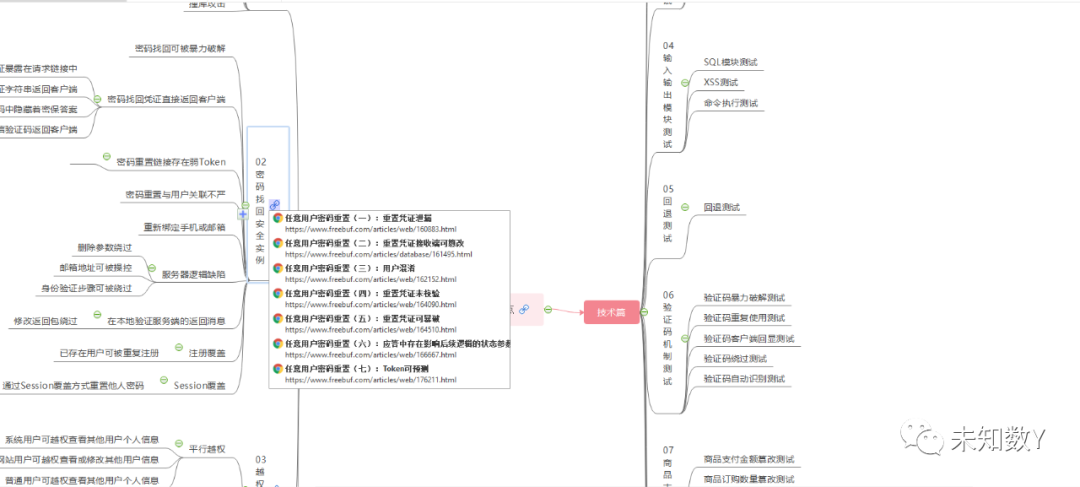 撞库攻击
密码找回可被暴力破解
证暴露在请求链接中
证字符串返回客户端
码中隐藏着密保答案
信验证码返回客户端
密码找回凭证直接返回客户端
密码重置链接存在弱Token
密码重置与用户关联不严
重新绑定手机或邮箱
删除参数绕过
邮箱地址可被操控
身份验证步骤可被绕过
服务器逻辑缺陷
修改返回包绕过
在本地验证服务端的返回消息
已存在用户可被重复注册
注册覆盖
通过Session覆盖方式重置他人密码
Session覆盖
02
密码找回安全实例
系统用户可越权查看其他用户个人信息
网站用户可越权查看或修改其他用户信息
普通用户可越权查看其他用户个人信息
平行越权
03
越权
任意用户密码重置（一）：重置凭证泄漏
https://www.freebuf.com/articles/web/160883.html
任意用户密码重置（二）：重置凭证接收端可篡改
https://www.freebuf.com/articles/database/161495.html
任意用户密码重置（三）：用户混淆
https://www.freebuf.com/articles/web/162152.html
任意用户密码重置（四）：重置凭证未校验
https://www.freebuf.com/articles/web/164090.html
任意用户密码重置（五）：重置凭证可暴破
https://www.freebuf.com/articles/web/164510.html
任意用户密码重置（六）：应答中存在影响后续逻辑的状态参数
https://www.freebuf.com/articles/web/166667.html
任意用户密码重置（七）：Token可预测
https://www.freebuf.com/articles/web/176211.html
技术篇
04
输入输出模块测试
SQL模块测试
XSS测试
命令执行测试
05
回退测试
回退测试
06
验证码机制测试
验证码暴力破解测试
验证码重复使用测试
验证码客户端回显测试
验证码绕过测试
验证码自动识别测试
07
商品
商品支付金额篡改测试
商品订购数量篡改测试
未知数Y